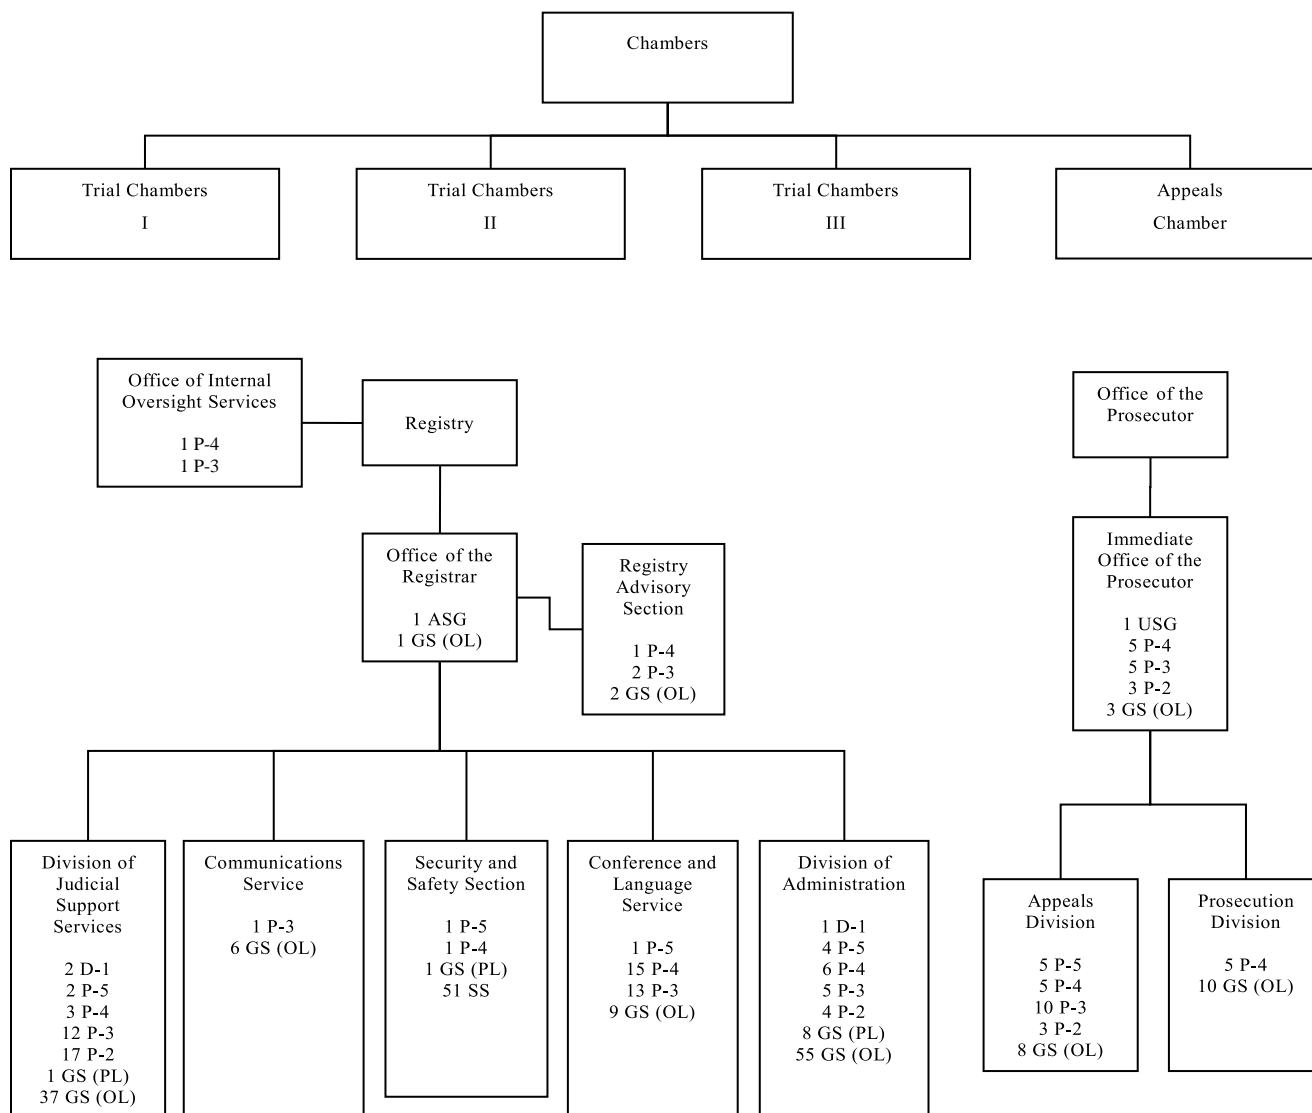 Chambers
Trial Chambers
I
Trial Chambers
II
Trial Chambers
III
Appeals
Chamber
Office of Internal
Oversight Services
1 P-4
1 P-3
Registry
Office of the
Prosecutor
Office of the
Registrar
1 ASG
1 GS (OL)
Registry
Advisory
Section
1 P-4
2 P-3
2 GS (OL)
Immediate
Office of the
Prosecutor
1 USG
5 P-4
5 P-3
3 P-2
3 GS (OL)
Division of
Judicial
Support
Services
2 D-1
2 P-5
3 P-4
12 P-3
17 P-2
1 GS (PL)
37 GS (OL)
Communications
Service
1 P-3
6 GS (OL)
Security and
Safety Section
1 P-5
1 P-4
1 GS (PL)
51 SS
Conference and
Language
Service
1 P-5
15 P-4
13 P-3
9 GS (OL)
Division of
Administration
1 D-1
4 P-5
6 P-4
5 P-3
4 P-2
8 GS (PL)
55 GS (OL)
Appeals
Division
5 P-5
5 P-4
10 P-3
3 P-2
8 GS (OL)
Prosecution
Division
5 P-4
10 GS (OL)